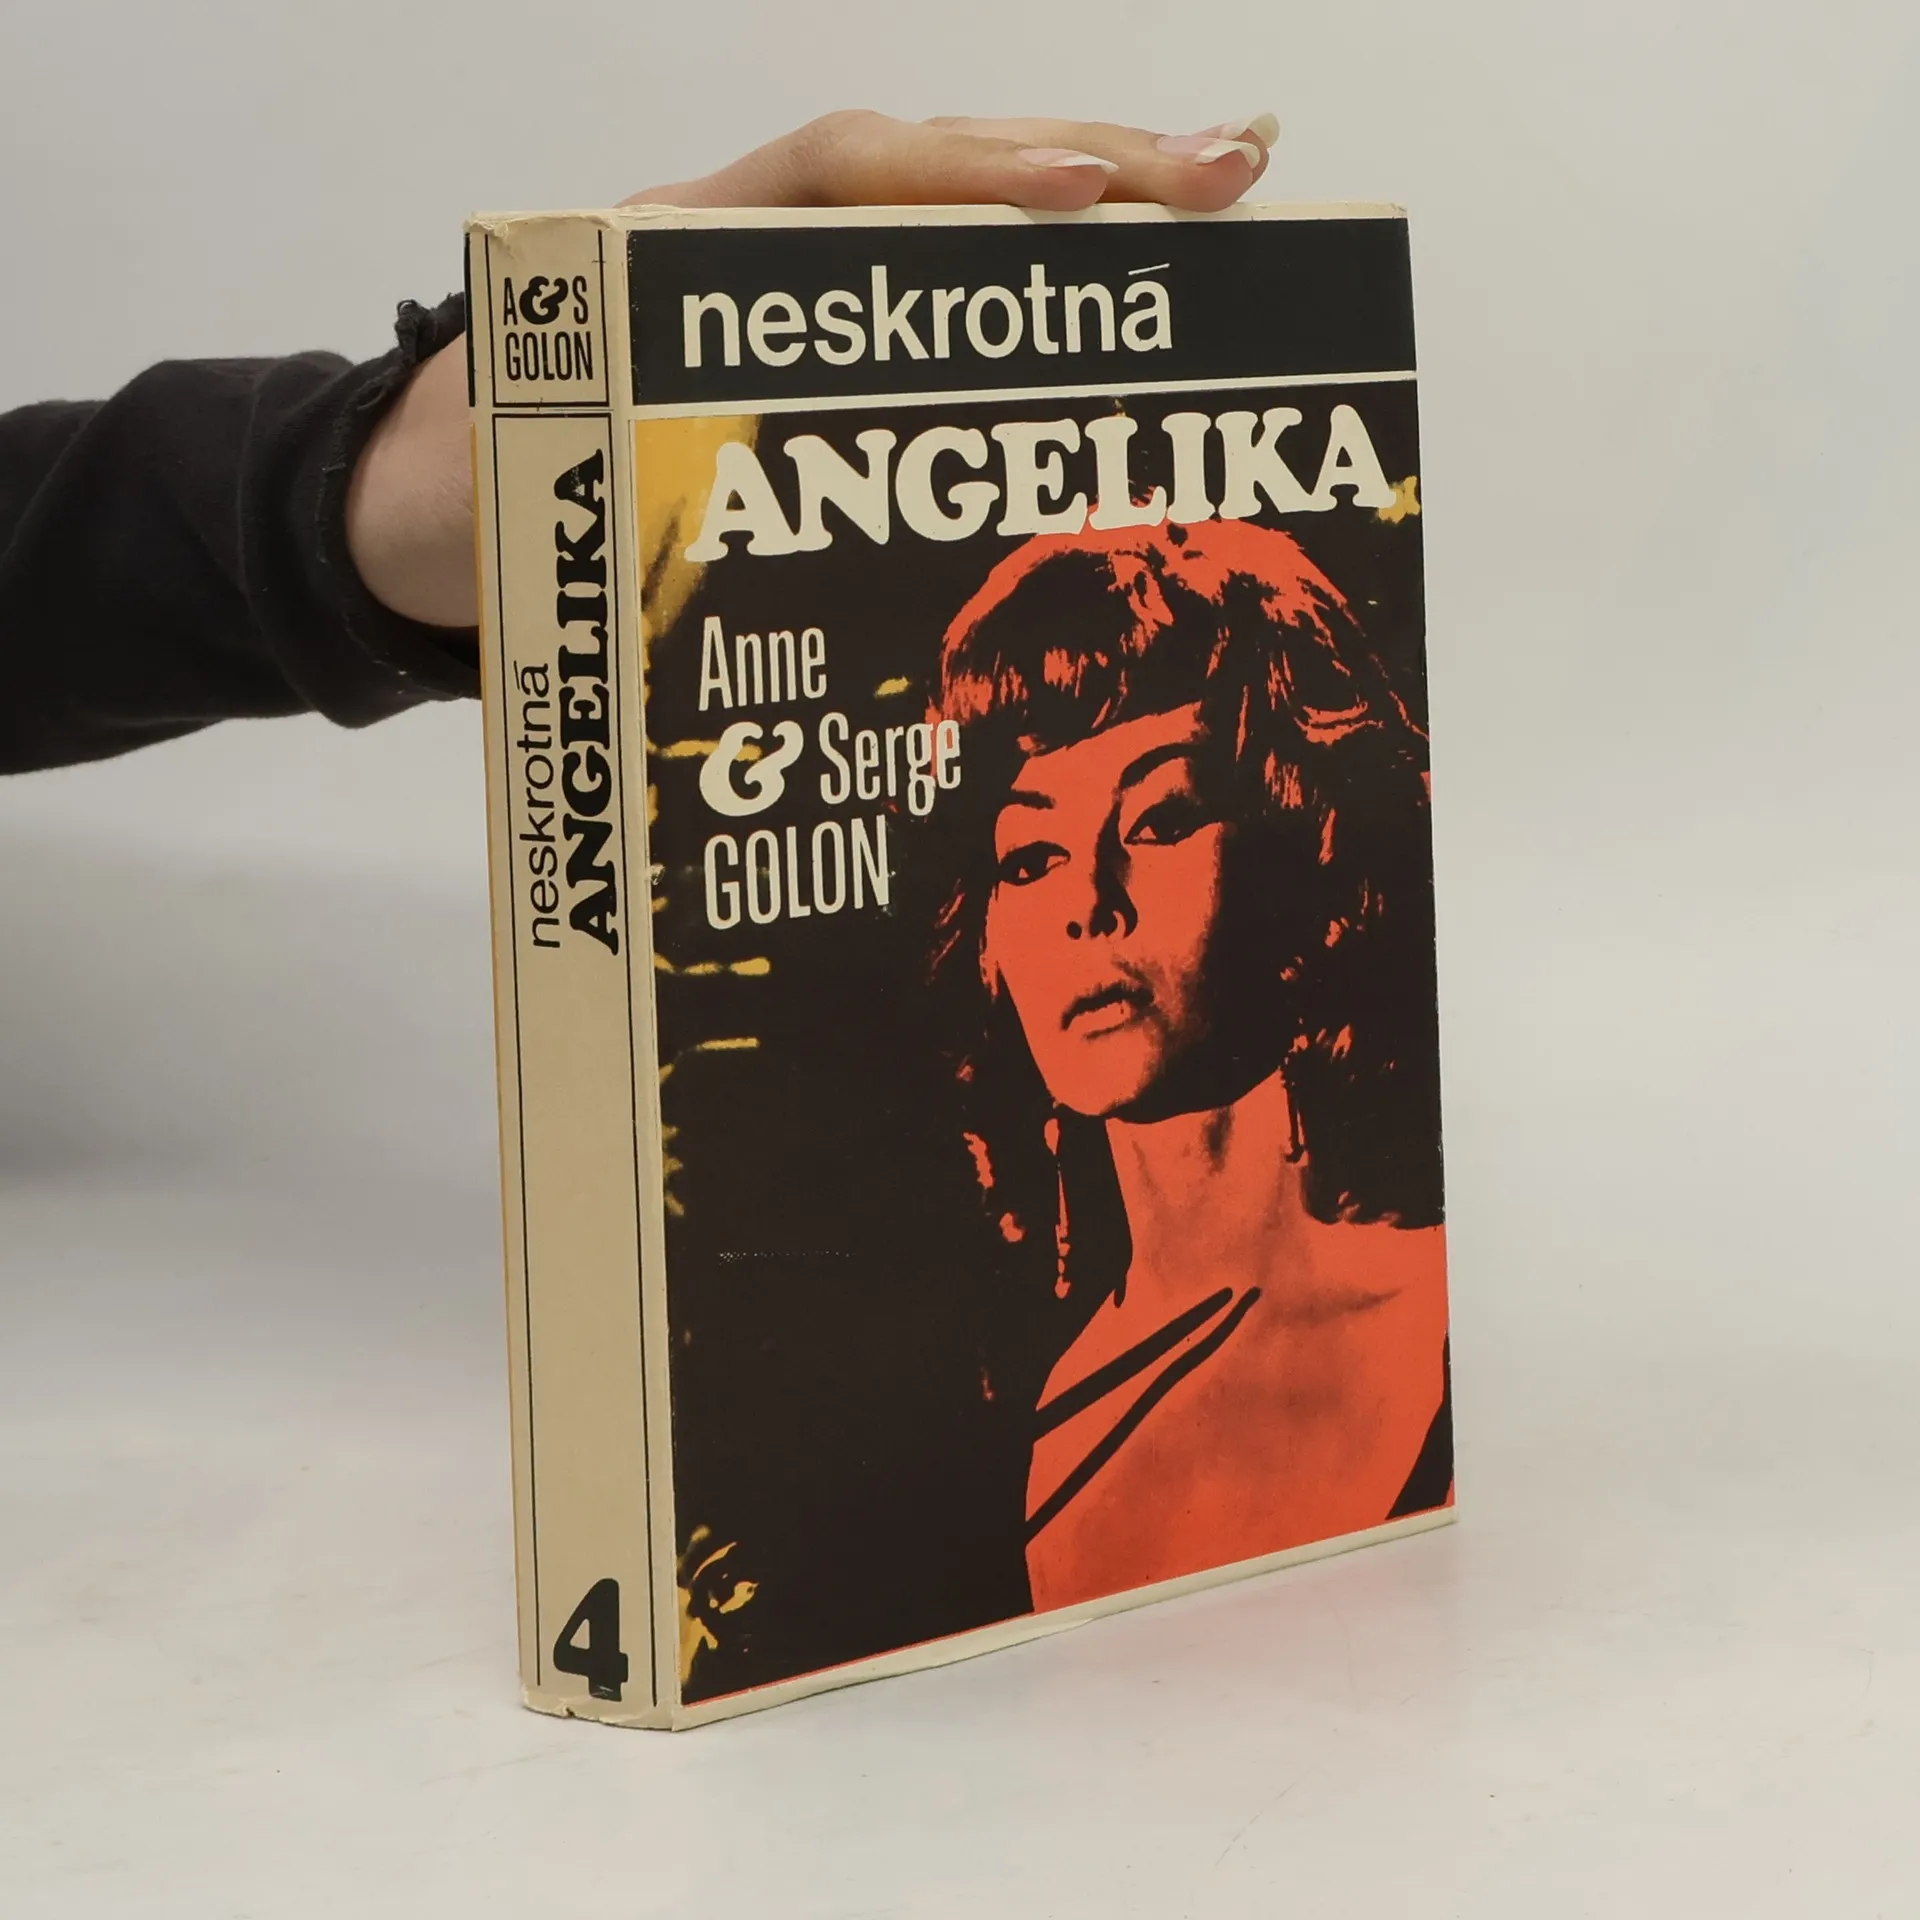 A&S
GOLON
neskrotná
ANGELIKA
4
neskrotná
ANGELIKA
Anne
& Serge
GOLON